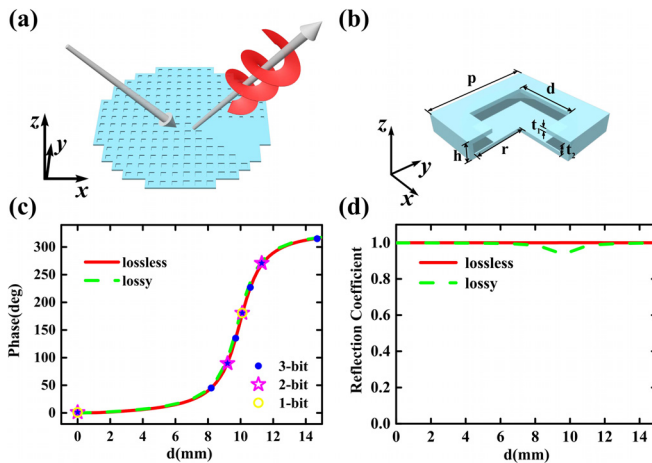 (a)
z
y
x
(b)
p
d
t₁
h
r
t₂
z
y
x
(c)
Phase(deg)
300
250
200
150
100
50
0
lossless
lossy
3-bit
2-bit
1-bit
0 2 4 6 8 10 12 14
d(mm)
(d)
Reflection Coefficient
1.0
0.8
0.6
0.4
0.2
0.0
lossless
lossy
0 2 4 6 8 10 12 14
d(mm)